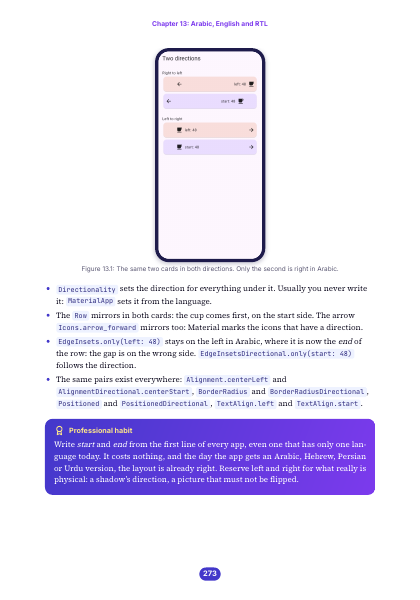 Chapter 13: Arabic, English and RTL
Two directions
Right to left
left: 48
start: 48
Left to right
left: 48
start: 48
Figure 13.1: The same two cards in both directions. Only the second is right in Arabic.
• Directionality sets the direction for everything under it. Usually you never write
it: MaterialApp sets it from the language.
• The Row mirrors in both cards: the cup comes first, on the start side. The arrow
Icons.arrow_forward mirrors too: Material marks the icons that have a direction.
• EdgeInsets.only(left: 48) stays on the left in Arabic, where it is now the end of
the row: the gap is on the wrong side. EdgeInsetsDirectional.only(start: 48)
follows the direction.
• The same pairs exist everywhere: Alignment.centerLeft and
AlignmentDirectional.centerStart, BorderRadius and BorderRadiusDirectional,
Positioned and PositionedDirectional, TextAlign.left and TextAlign.start.
Professional habit
Write start and end from the first line of every app, even one that has only one lan-
guage today. It costs nothing, and the day the app gets an Arabic, Hebrew, Persian
or Urdu version, the layout is already right. Reserve left and right for what really is
physical: a shadow's direction, a picture that must not be flipped.
273